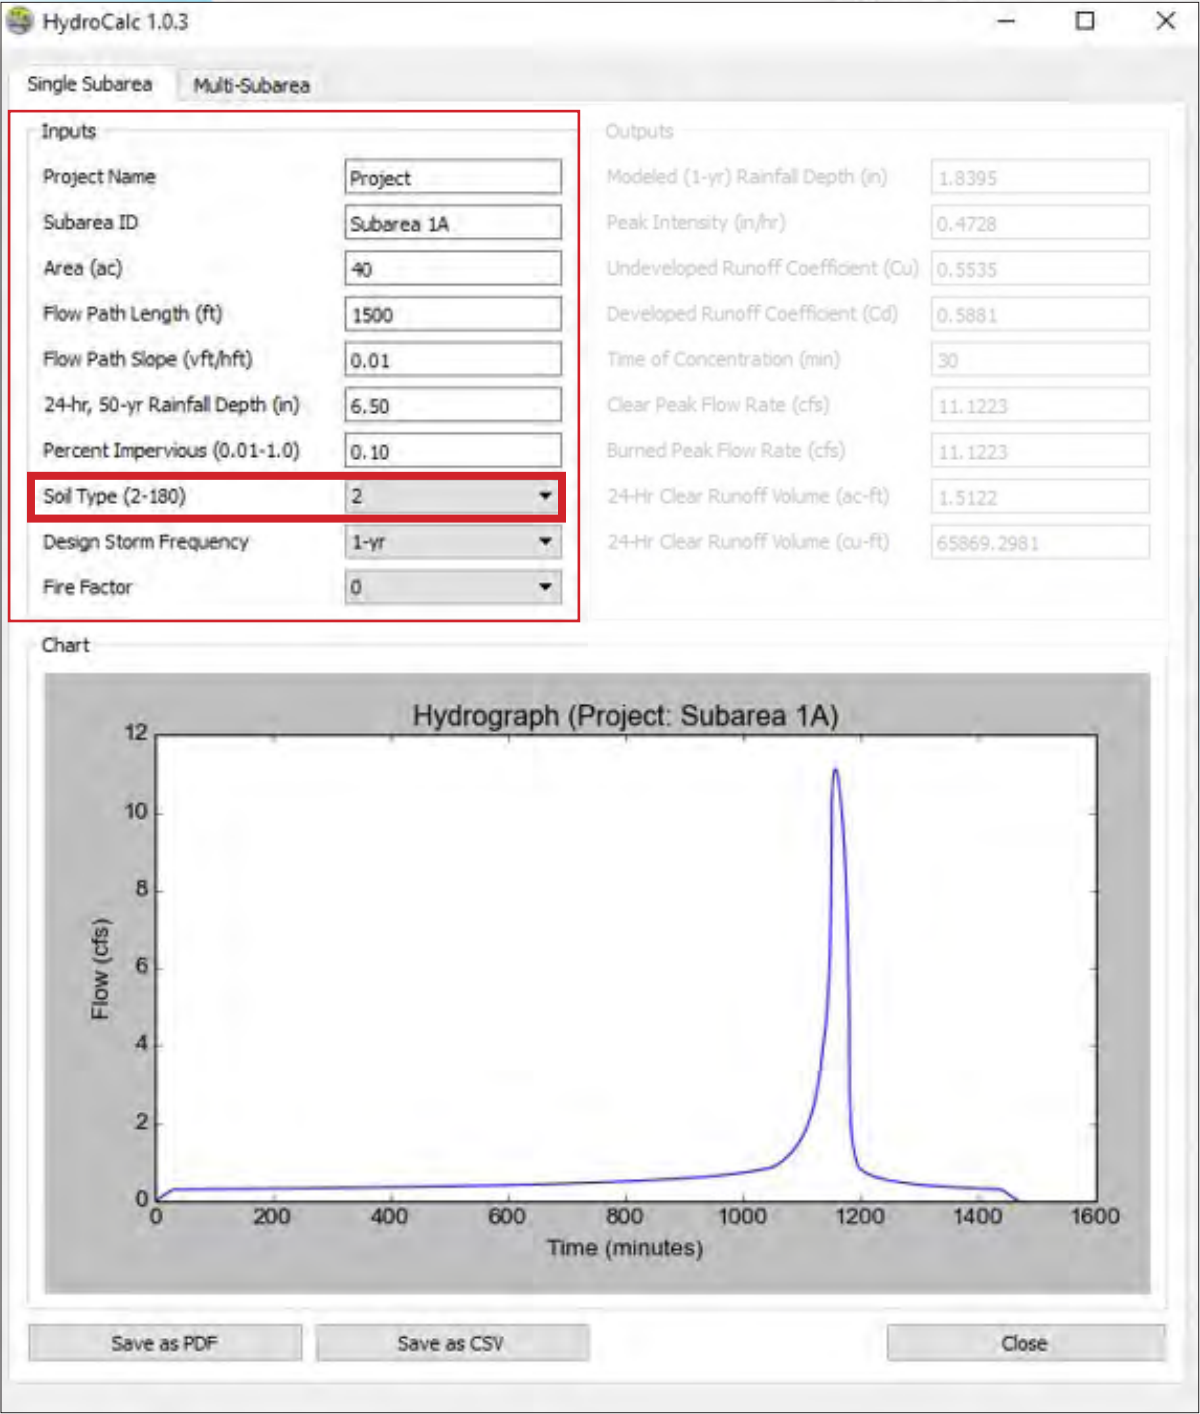 HydroCalc 1.0.3
Single Subarea Multi-Subarea
Inputs
Project Name Project
Subarea ID Subarea 1A
Area (ac) 40
Flow Path Length (ft) 1500
Flow Path Slope (vft/hft) 0.01
24-hr, 50-yr Rainfall Depth (in) 6.50
Percent Impervious (0.01-1.0) 0.10
Soil Type (2-180) 2
Design Storm Frequency 1-yr
Fire Factor 0
Outputs
Modeled (1-yr) Rainfall Depth (in) 1.8395
Peak Intensity (in/hr) 0.4728
Undeveloped Runoff Coefficient (Cu) 0.5535
Developed Runoff Coefficient (Cd) 0.5881
Time of Concentration (min) 30
Clear Peak Flow Rate (cfs) 11.1223
Burned Peak Flow Rate (cfs) 11.1223
24-Hr Clear Runoff Volume (ac-ft) 1.5122
24-Hr Clear Runoff Volume (cu-ft) 65869.2981
Chart
Hydrograph (Project: Subarea 1A)
12
10
8
6
4
2
0
Flow (cfs)
0 200 400 600 800 1000 1200 1400 1600
Time (minutes)
Save as PDF Save as CSV Close